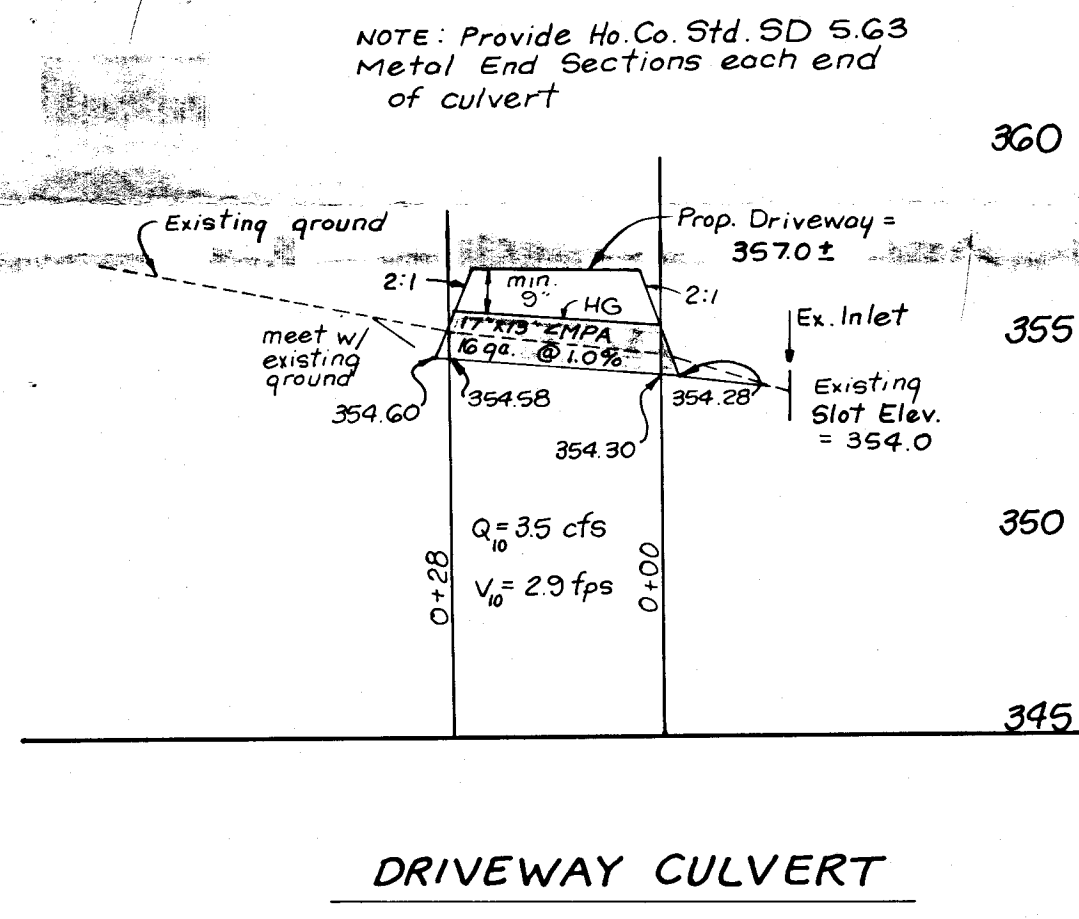 NOTE: Provide Ho. Co. Std. SD 5.63
Metal End Sections each end
of culvert
360
Existing ground
Prop. Driveway =
357.0 ±
2:1
min.
9"
HG
2:1
17"x13" CMPA
16 ga. @ 1.0%
Ex. Inlet
355
meet w/
existing
ground
354.60
354.58
354.28
354.30
Existing
Slot Elev.
= 354.0
350
Q10 = 3.5 cfs
V10 = 2.9 fps
0+28
0+00
345
DRIVEWAY CULVERT